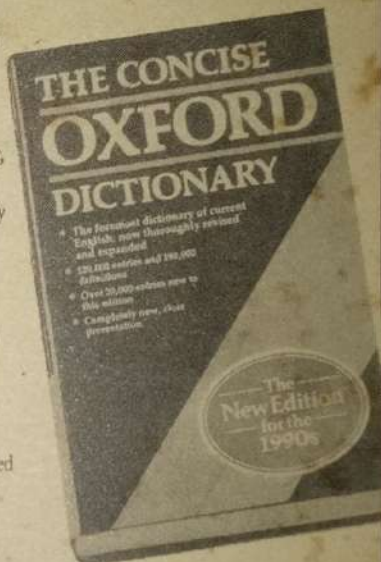 THE CONCISE
OXFORD
DICTIONARY
• The foremost dictionary of current
English, now thoroughly revised
and expanded
• 120,000 entries and 190,000
definitions
• Over 20,000 entries new to
this edition
• Completely new, clear
presentation.
The
New Edition
for the
1990s